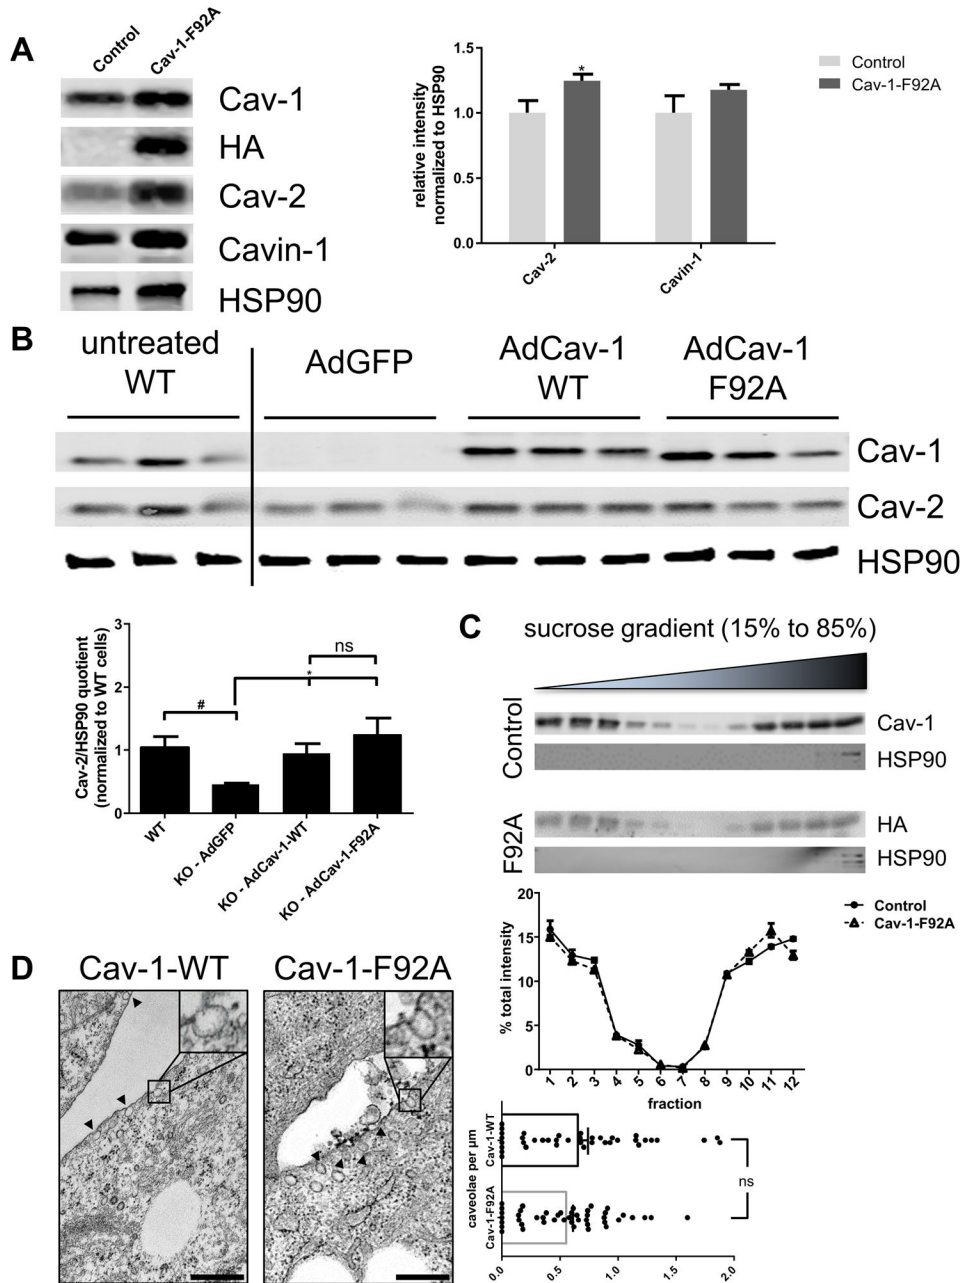 A
Control
Cav-1-F92A
Cav-1
HA
Cav-2
Cavin-1
HSP90
relative intensity
normalized to HSP90
1.5
1.0
0.5
0.0
*
Cav-2
Cavin-1
Control
Cav-1-F92A
B
untreated
WT
AdGFP
AdCav-1
WT
AdCav-1
F92A
Cav-1
Cav-2
HSP90
Cav-2/HSP90 quotient
(normalized to WT cells)
3
2
1
0
#
*
ns
WT
KO - AdGFP
KO - AdCav-1-WT
KO - AdCav-1-F92A
C
sucrose gradient (15% to 85%)
Control
Cav-1
HSP90
F92A
HA
HSP90
% total intensity
20
15
10
5
0
1 2 3 4 5 6 7 8 9 10 11 12
fraction
Control
Cav-1-F92A
D
Cav-1-WT
Cav-1-F92A
caveolae per µm
Cav-1-WT
Cav-1-F92A
ns
0.0 0.5 1.0 1.5 2.0